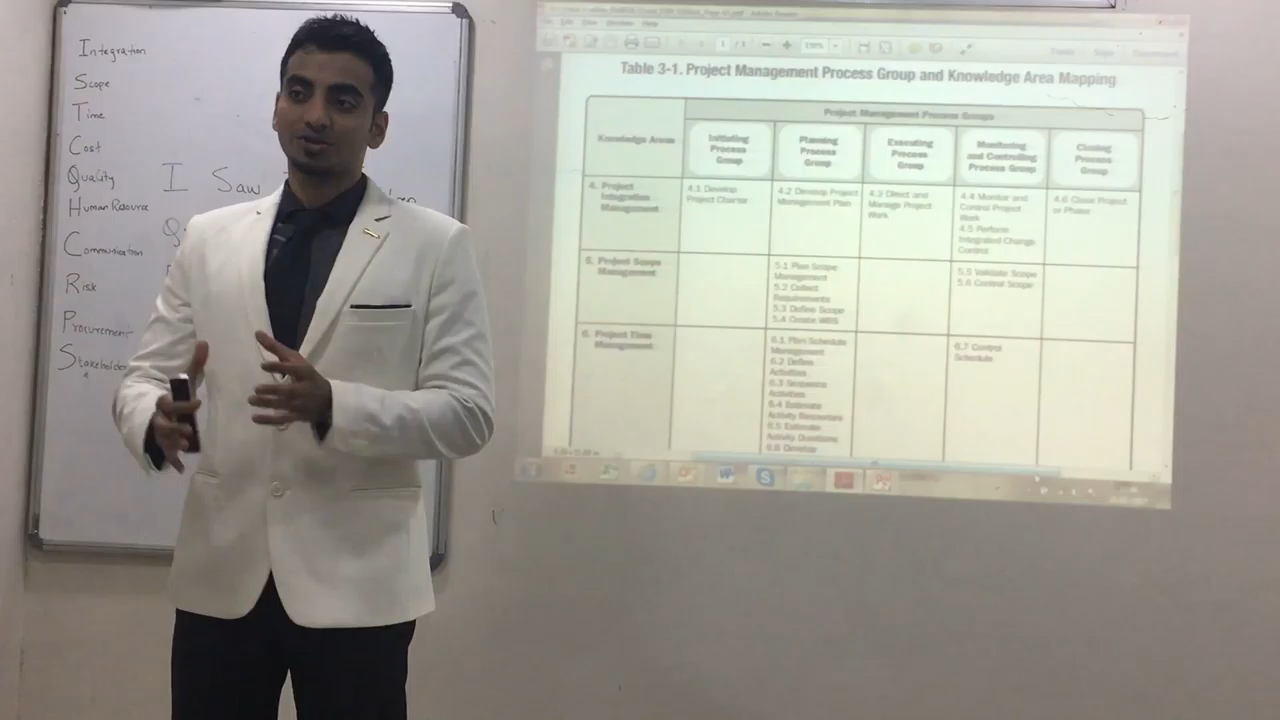 Integration
Scope
Time
Cost
Quality
Human Resource
Communication
Risk
Procurement
Stakeholder
I Saw
Table 3-1. Project Management Process Group and Knowledge Area Mapping
Project Management Process Groups
Knowledge Areas
Initiating
Process
Group
Planning
Process
Group
Executing
Process
Group
Monitoring
and Controlling
Process Group
Closing
Process
Group
4. Project
Integration
Management
4.1 Develop
Project Charter
4.2 Develop Project
Management Plan
4.3 Direct and
Manage Project
Work
4.4 Monitor and
Control Project
Work
4.5 Perform
Integrated Change
Control
4.6 Close Project
or Phase
5. Project Scope
Management
5.1 Plan Scope
Management
5.2 Collect
Requirements
5.3 Define Scope
5.4 Create WBS
5.5 Validate Scope
5.6 Control Scope
6. Project Time
Management
6.1 Plan Schedule
Management
6.2 Define
Activities
6.3 Sequence
Activities
6.4 Estimate
Activity Resources
6.5 Estimate
Activity Durations
6.6 Develop
6.7 Control
Schedule